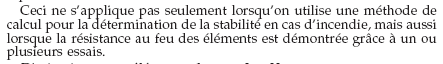 Ceci ne s'applique pas seulement lorsqu'on utilise une méthode de
calcul pour la détermination de la stabilité en cas d'incendie, mais aussi
lorsque la résistance au feu des éléments est démontrée grâce à un ou
plusieurs essais.